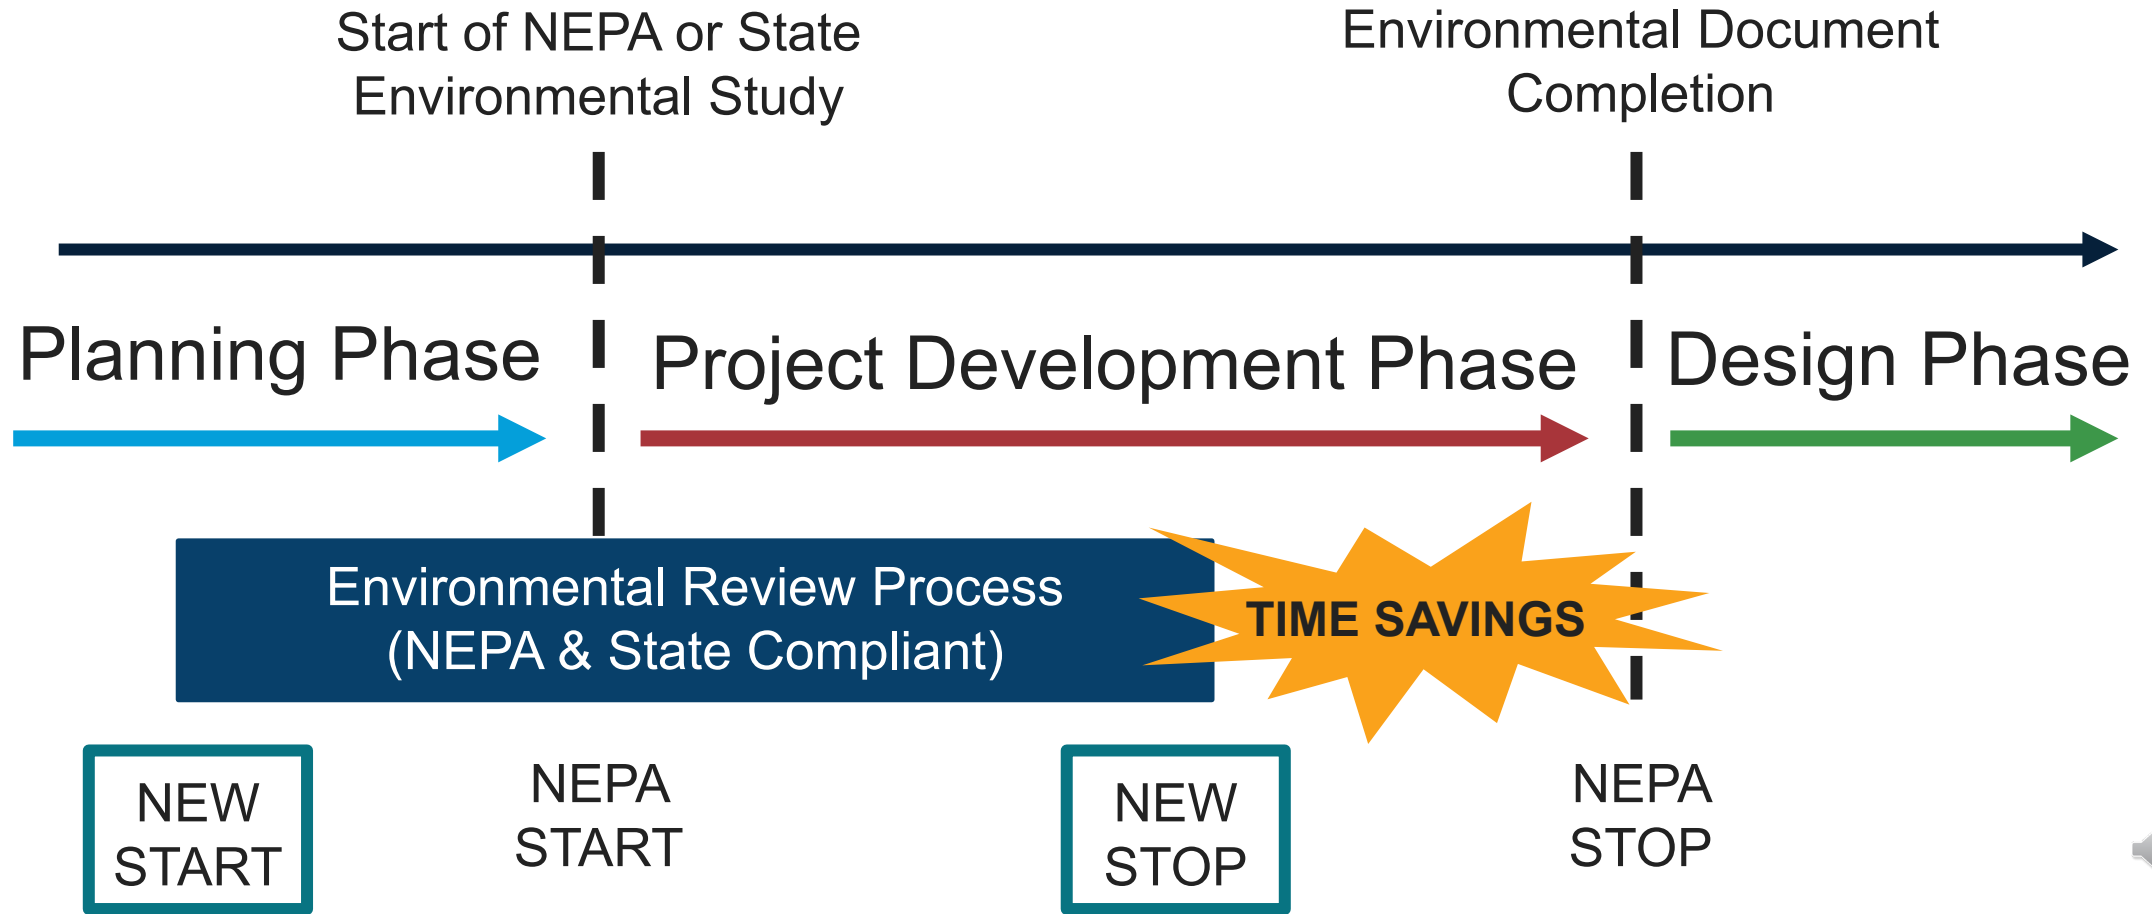 Start of NEPA or State
Environmental Study
Environmental Document
Completion
Planning Phase
Project Development Phase
Design Phase
Environmental Review Process
(NEPA & State Compliant)
TIME SAVINGS
NEW
START
NEPA
START
NEW
STOP
NEPA
STOP